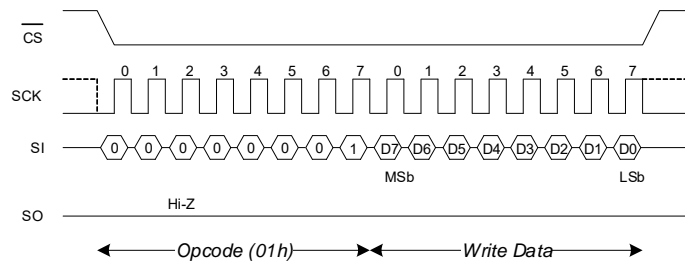 CS
0 1 2 3 4 5 6 7 0 1 2 3 4 5 6 7
SCK
SI 0 0 0 0 0 0 0 1 D7 D6 D5 D4 D3 D2 D1 D0
MSb LSb
Hi-Z
SO
Opcode (01h) Write Data